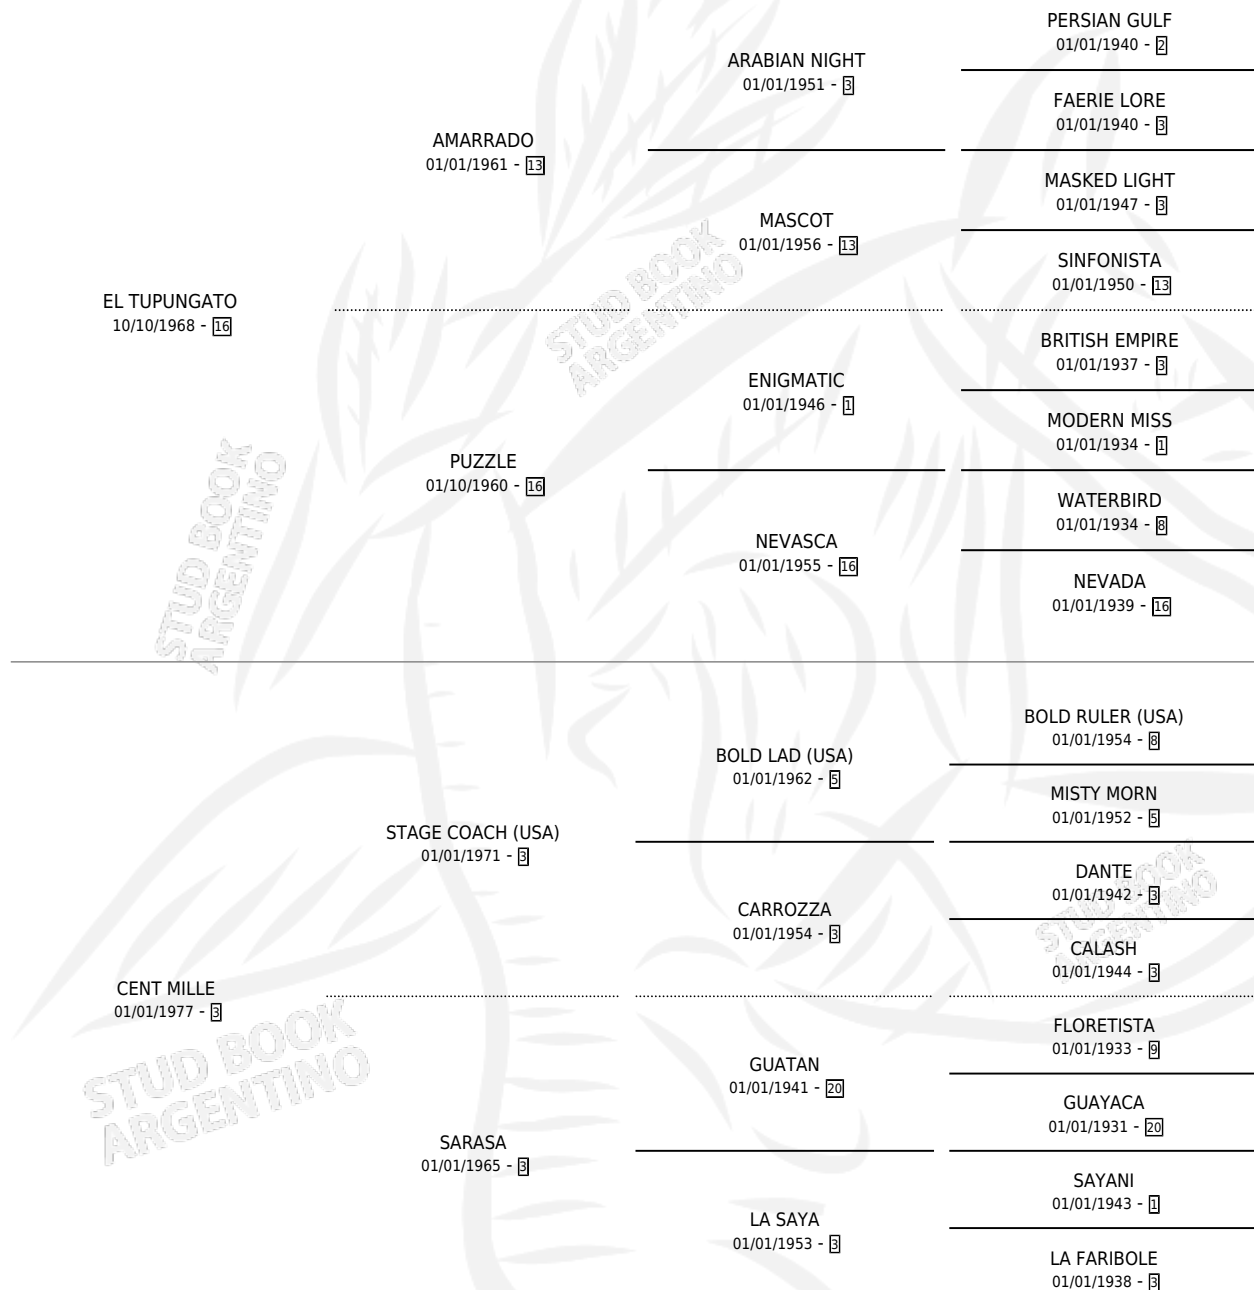 PERSIAN GULF
01/01/1940 - 2
ARABIAN NIGHT
01/01/1951 - 3
FAERIE LORE
01/01/1940 - 3
AMARRADO
01/01/1961 - 13
MASKED LIGHT
01/01/1947 - 3
MASCOT
01/01/1956 - 13
SINFONISTA
01/01/1950 - 13
EL TUPUNGATO
10/10/1968 - 16
BRITISH EMPIRE
01/01/1937 - 3
ENIGMATIC
01/01/1946 - 1
MODERN MISS
01/01/1934 - 1
PUZZLE
01/10/1960 - 16
WATERBIRD
01/01/1934 - 8
NEVASCA
01/01/1955 - 16
NEVADA
01/01/1939 - 16
BOLD RULER (USA)
01/01/1954 - 8
BOLD LAD (USA)
01/01/1962 - 5
MISTY MORN
01/01/1952 - 5
STAGE COACH (USA)
01/01/1971 - 3
DANTE
01/01/1942 - 3
CARROZZA
01/01/1954 - 3
CALASH
01/01/1944 - 3
CENT MILLE
01/01/1977 - 3
FLORETISTA
01/01/1933 - 9
GUATAN
01/01/1941 - 20
GUAYACA
01/01/1931 - 20
SARASA
01/01/1965 - 3
SAYANI
01/01/1943 - 1
LA SAYA
01/01/1953 - 3
LA FARIBOLE
01/01/1938 - 3
STUD BOOK
ARGENTINO
STUD BOOK
ARGENTINO
STUD BOOK
ARGENTINO
STUD BOOK
ARGENTINO